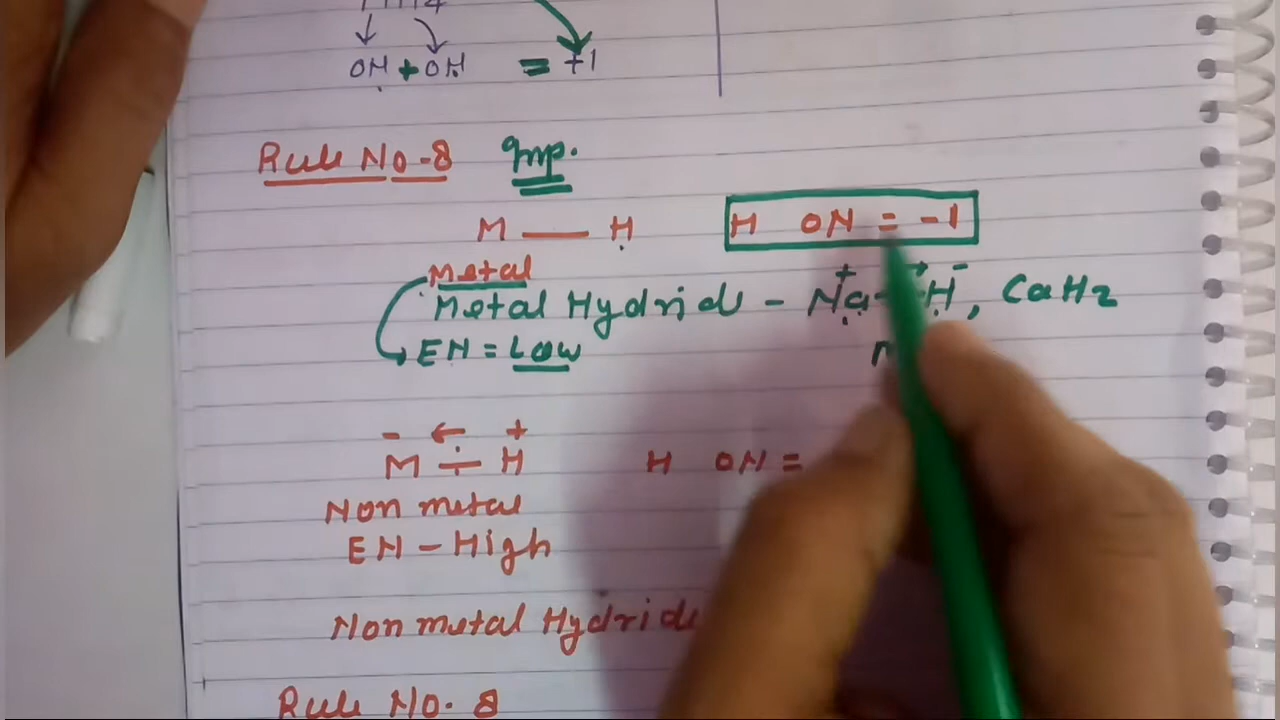 OH + OH = +1
Rule No-8 Imp.
M — H H ON = -1
Metal + → -
Metal Hydride - Na H, CaH2
EN = Low
- ← +
M ÷ H H ON =
Non metal
EN - High
Non metal Hydride
Rule No. 8